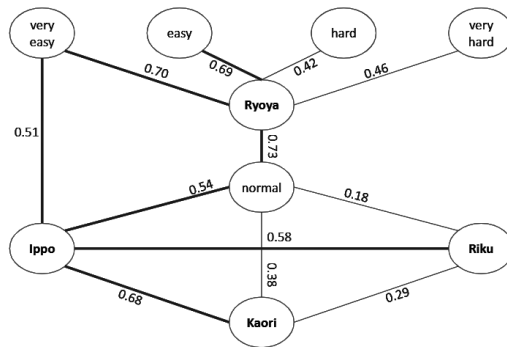 very
easy
easy
hard
very
hard
0.70
0.69
0.42
0.46
Ryoya
0.51
0.73
0.54
normal
0.18
Ippo
0.58
Riku
0.38
0.68
0.29
Kaori